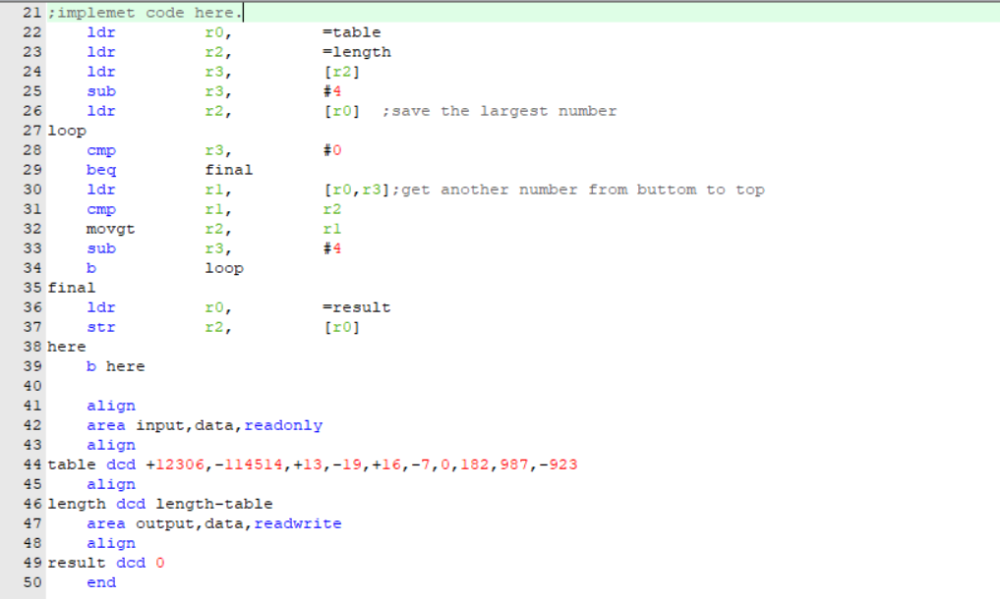 21 ;implemet code here.
22 ldr r0, =table
23 ldr r2, =length
24 ldr r3, [r2]
25 sub r3, #4
26 ldr r2, [r0] ;save the largest number
27 loop
28 cmp r3, #0
29 beq final
30 ldr r1, [r0,r3];get another number from buttom to top
31 cmp r1, r2
32 movgt r2, r1
33 sub r3, #4
34 b loop
35 final
36 ldr r0, =result
37 str r2, [r0]
38 here
39 b here
40
41 align
42 area input,data,readonly
43 align
44 table dcd +12306,-114514,+13,-19,+16,-7,0,182,987,-923
45 align
46 length dcd length-table
47 area output,data,readwrite
48 align
49 result dcd 0
50 end